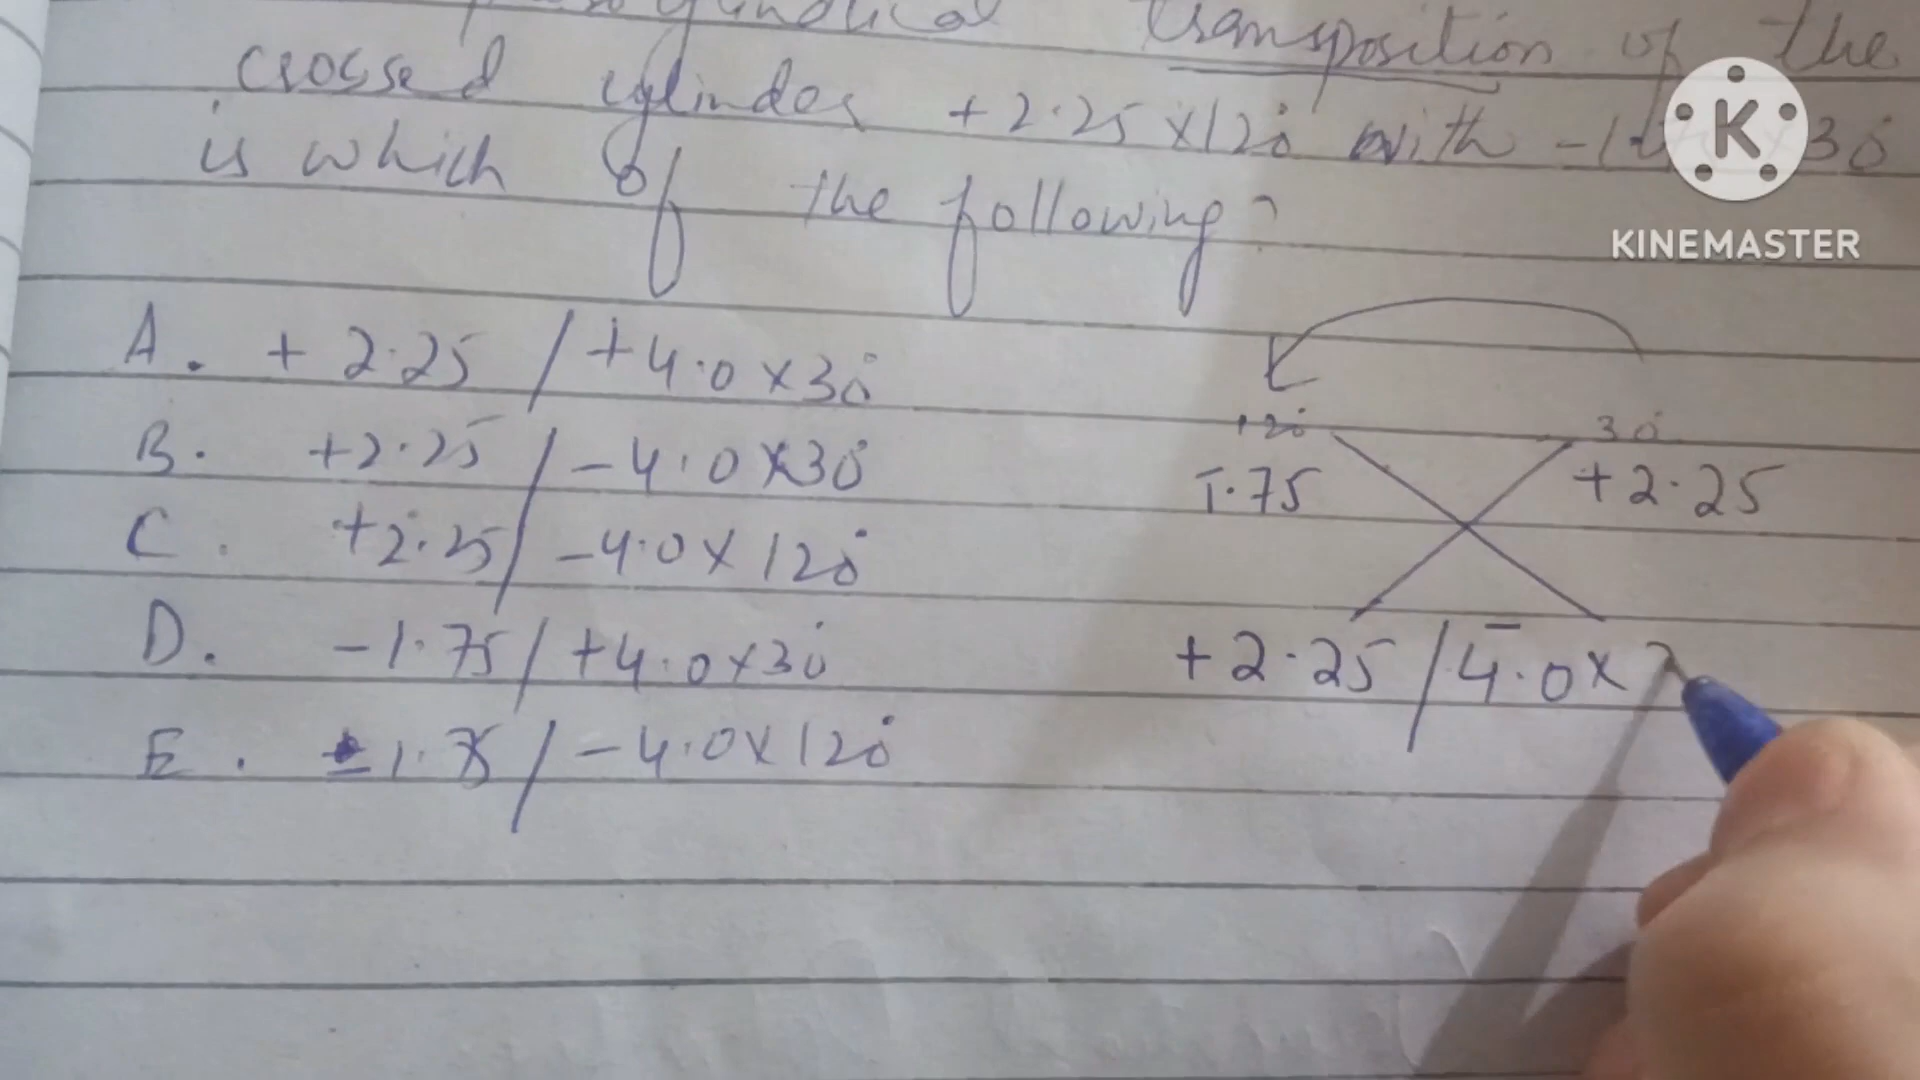 transposition of the
crossed cylinder +2.25 x 120 with -1. x 30
is which of the following?
A. +2.25 / +4.0 x 30
B. +2.25 / -4.0 x 30
C. +2.25 / -4.0 x 120
D. -1.75 / +4.0 x 30
E. 1.75 / -4.0 x 120
120 30
-1.75 +2.25
+2.25 / -4.0 x
K
KINEMASTER